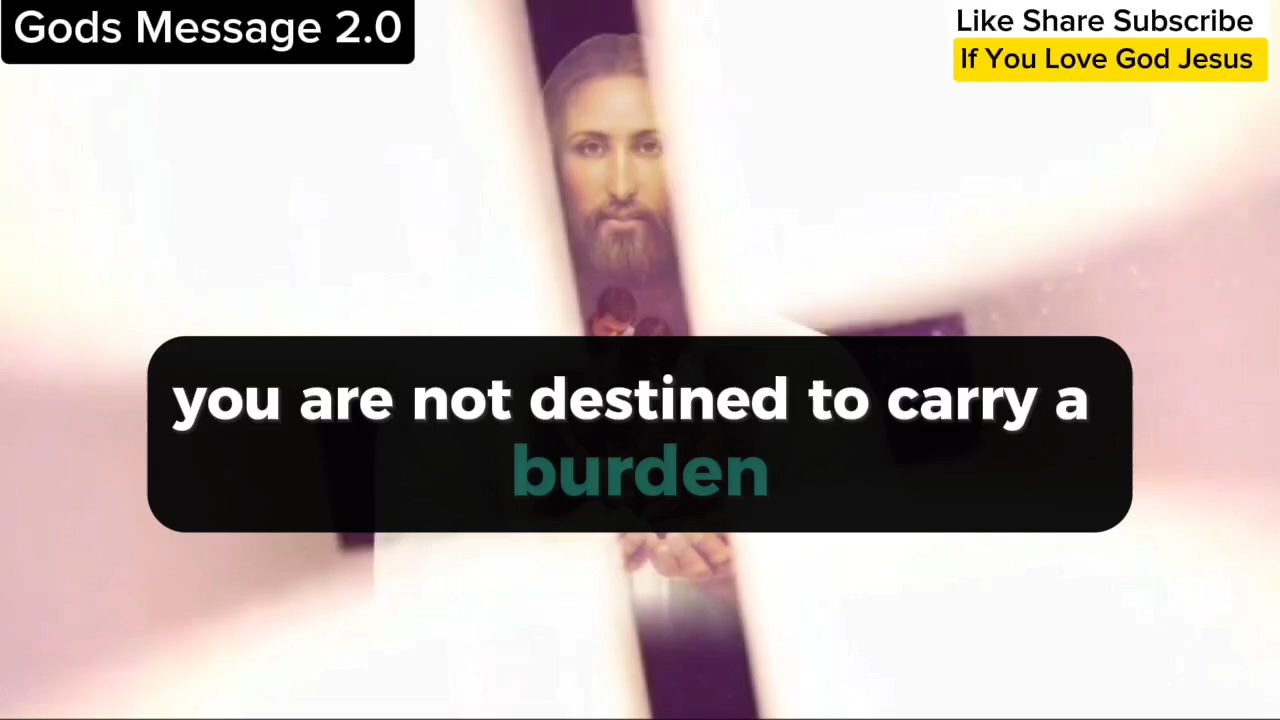 Gods Message 2.0
Like Share Subscribe
If You Love God Jesus
you are not destined to carry a
burden